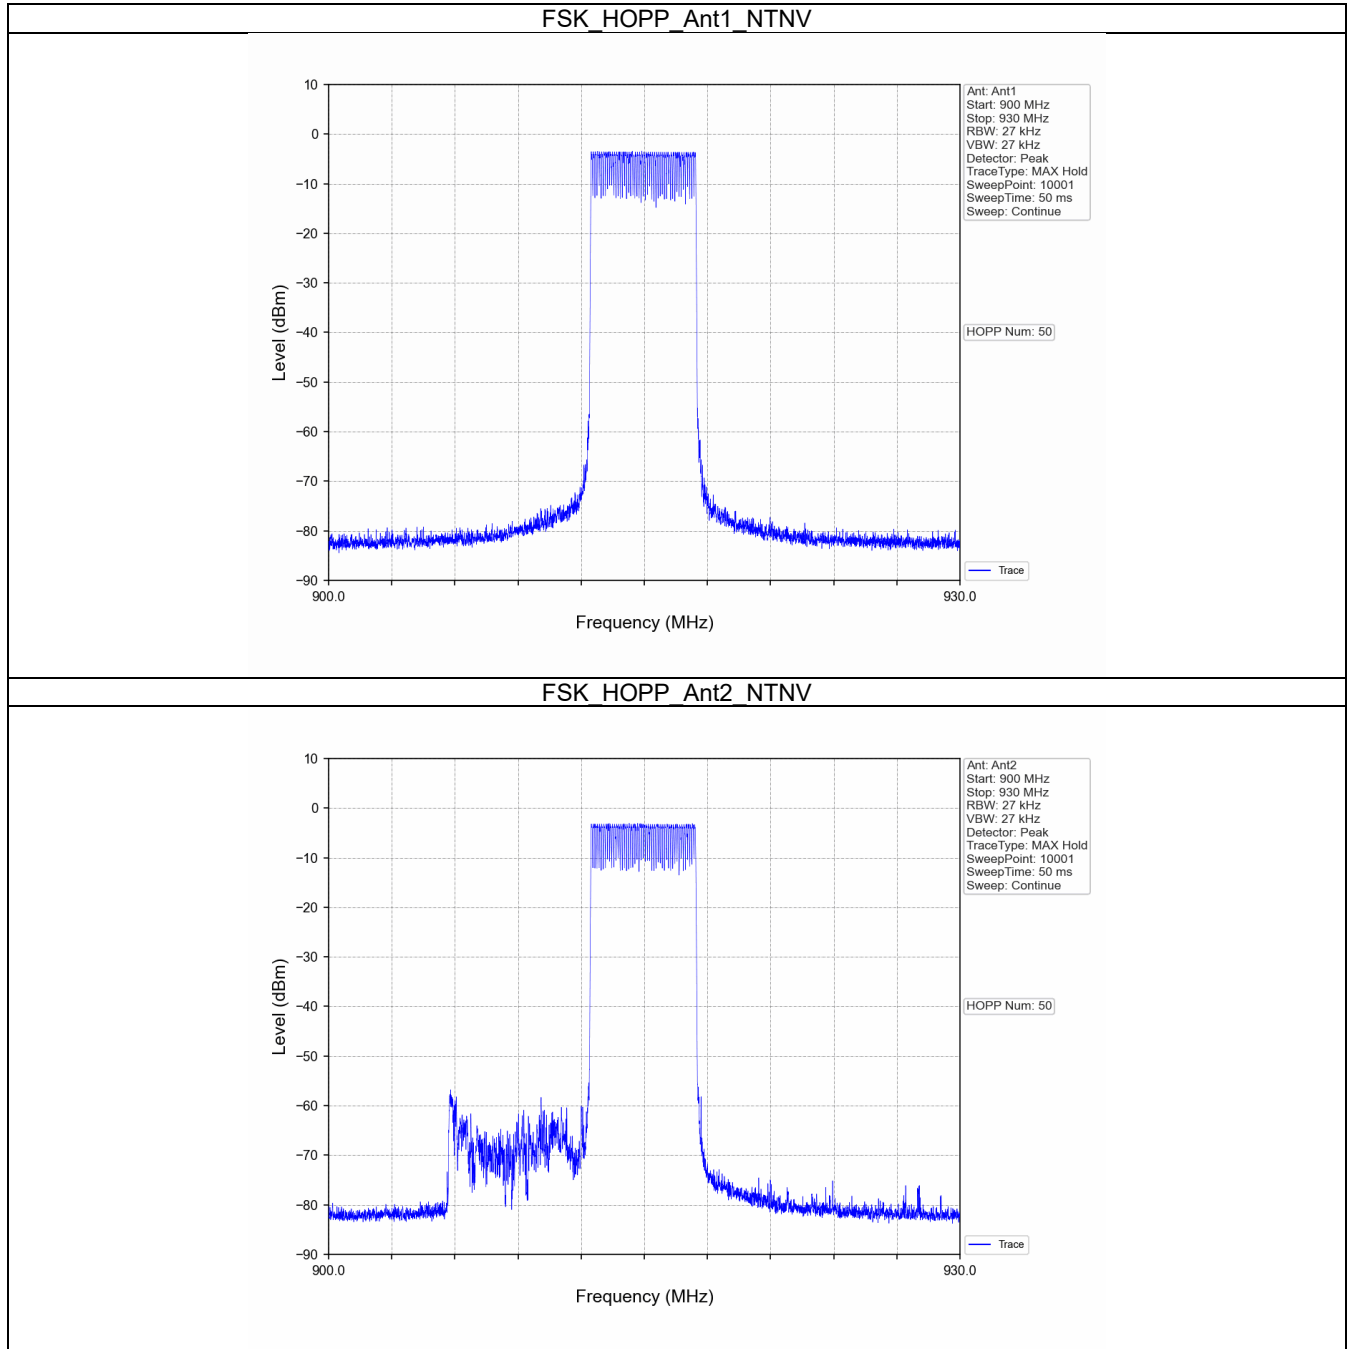 FSK_HOPP_Ant1_NTNV
10
0
−10
−20
−30
−40
−50
−60
−70
−80
−90
Level (dBm)
900.0
930.0
Frequency (MHz)
Ant: Ant1
Start: 900 MHz
Stop: 930 MHz
RBW: 27 kHz
VBW: 27 kHz
Detector: Peak
TraceType: MAX Hold
SweepPoint: 10001
SweepTime: 50 ms
Sweep: Continue
HOPP Num: 50
Trace
FSK_HOPP_Ant2_NTNV
10
0
−10
−20
−30
−40
−50
−60
−70
−80
−90
Level (dBm)
900.0
930.0
Frequency (MHz)
Ant: Ant2
Start: 900 MHz
Stop: 930 MHz
RBW: 27 kHz
VBW: 27 kHz
Detector: Peak
TraceType: MAX Hold
SweepPoint: 10001
SweepTime: 50 ms
Sweep: Continue
HOPP Num: 50
Trace